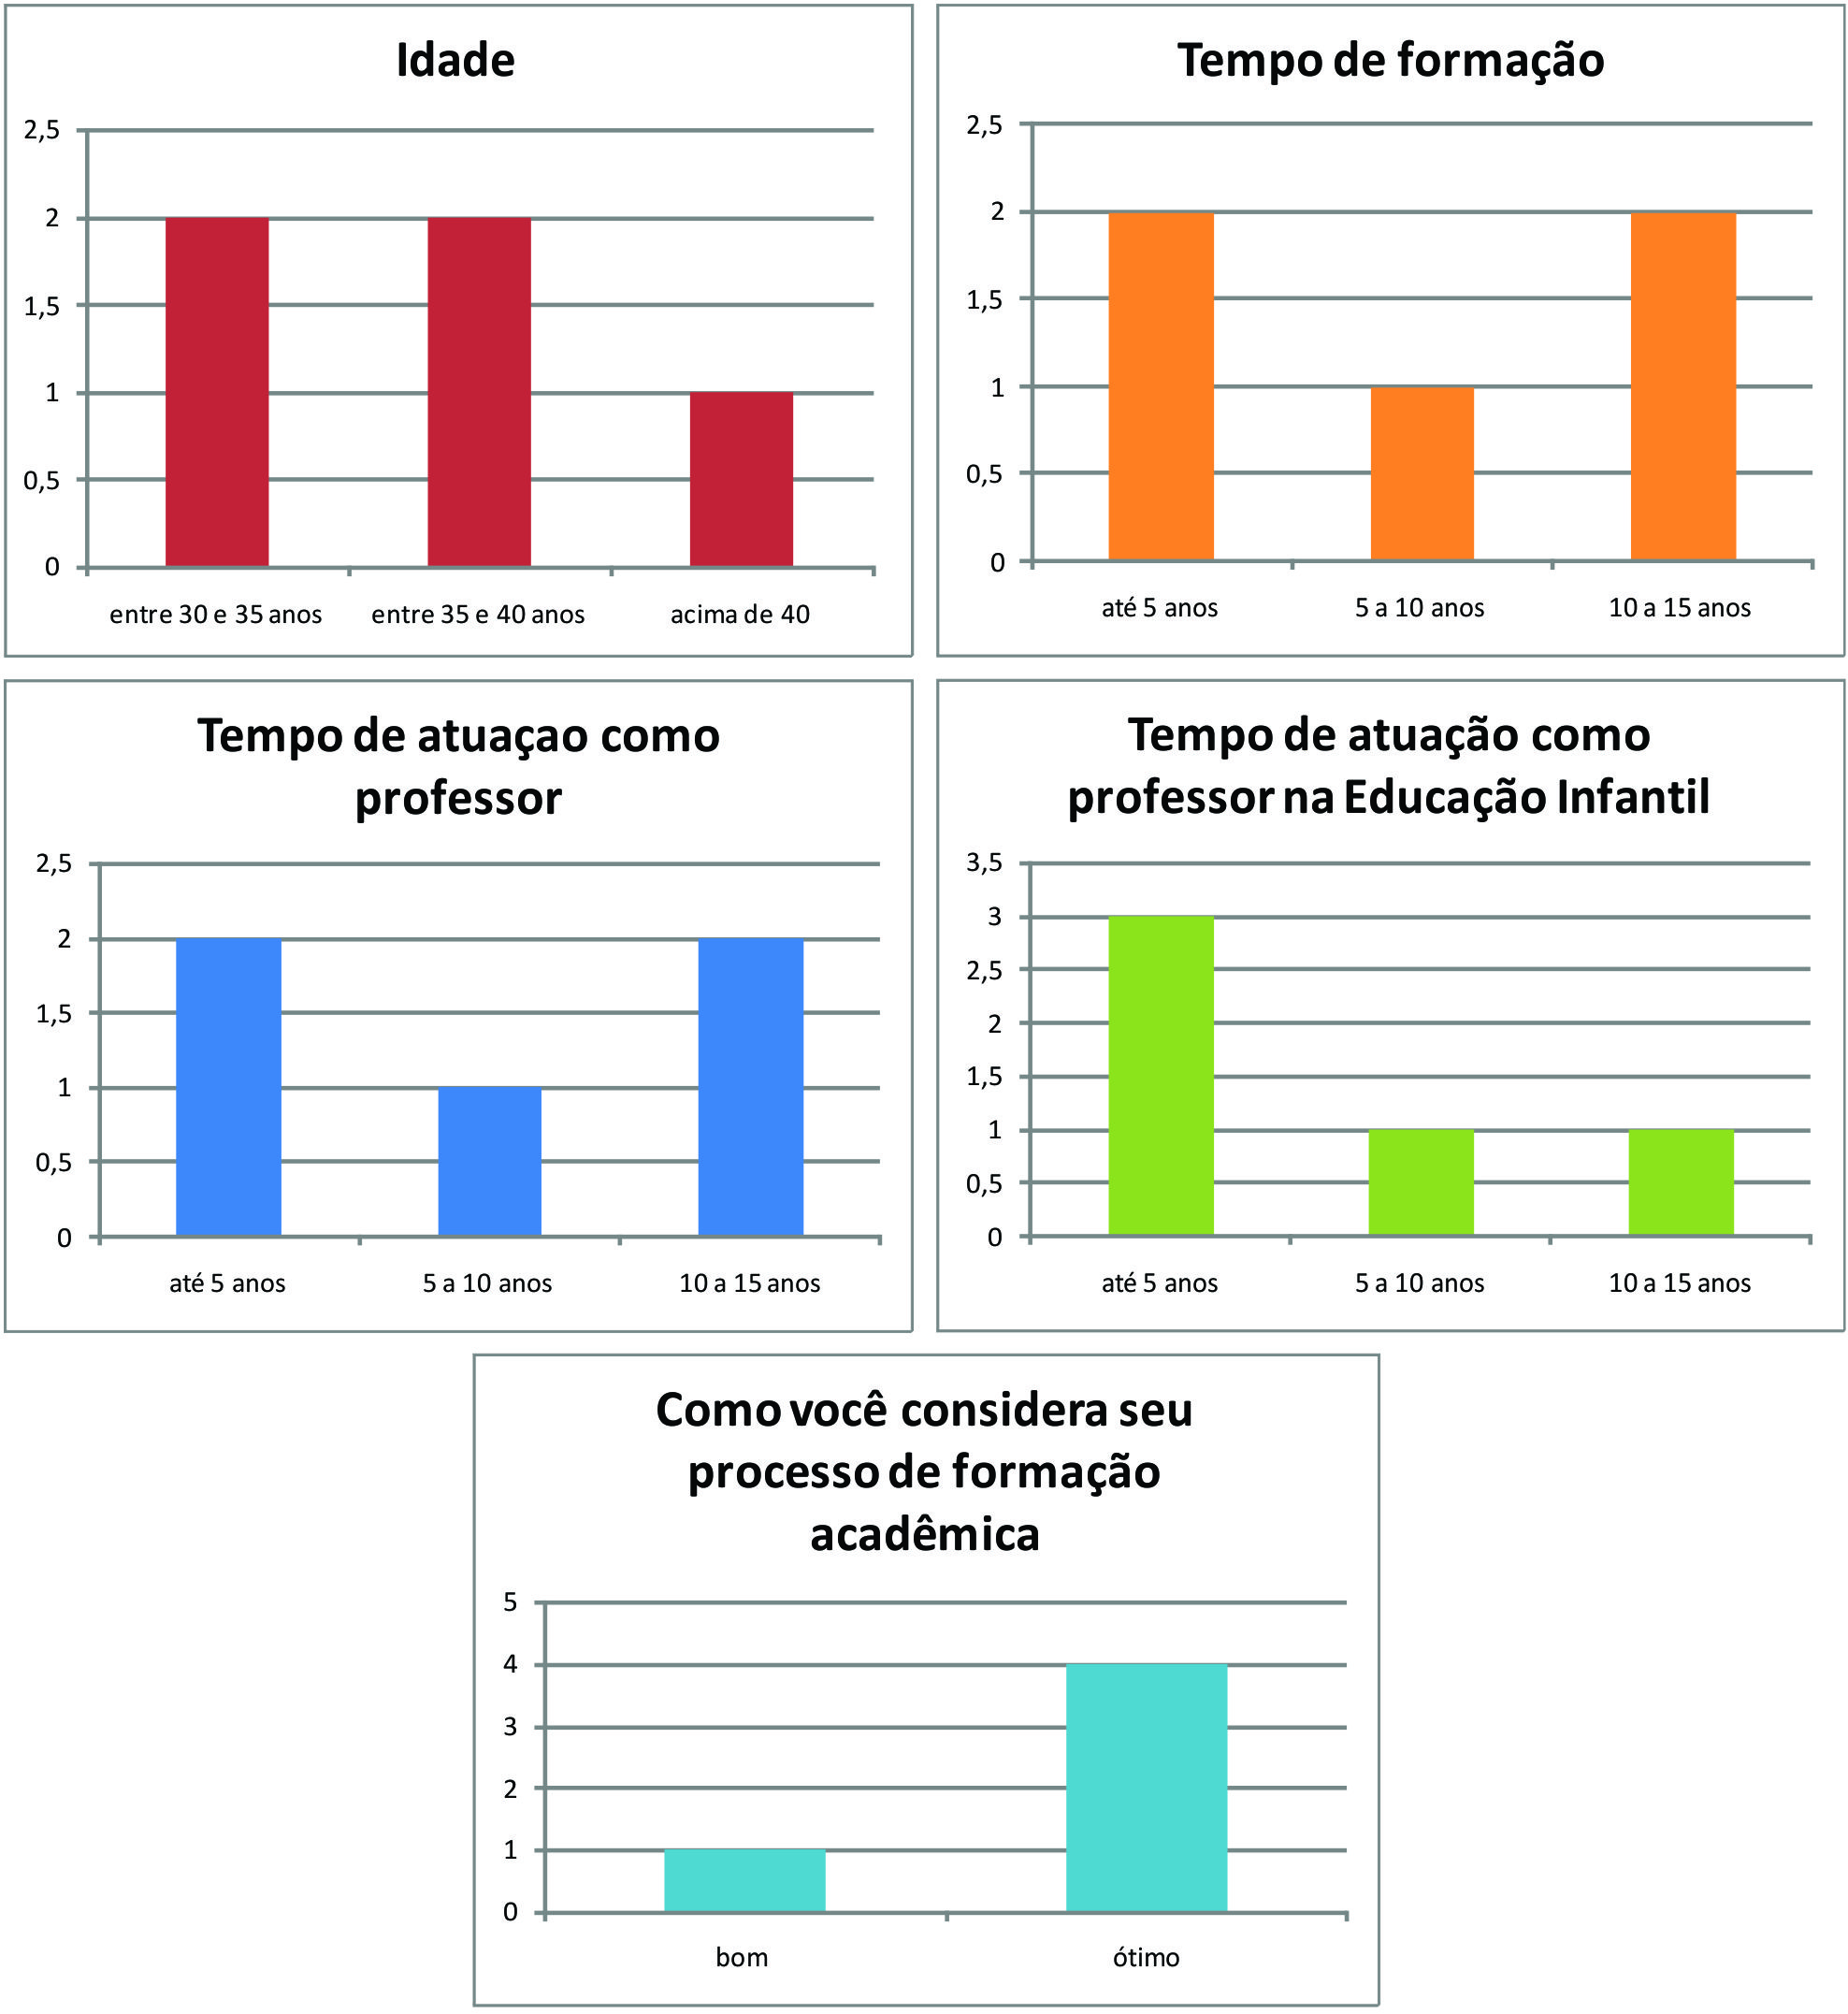 Idade
2,5
2
1,5
1
0,5
0
entre 30 e 35 anos entre 35 e 40 anos acima de 40
Tempo de formação
2,5
2
1,5
1
0,5
0
até 5 anos 5 a 10 anos 10 a 15 anos
Tempo de atuaçao como
professor
2,5
2
1,5
1
0,5
0
até 5 anos 5 a 10 anos 10 a 15 anos
Tempo de atuação como
professor na Educação Infantil
3,5
3
2,5
2
1,5
1
0,5
0
até 5 anos 5 a 10 anos 10 a 15 anos
Como você considera seu
processo de formação
acadêmica
5
4
3
2
1
0
bom ótimo